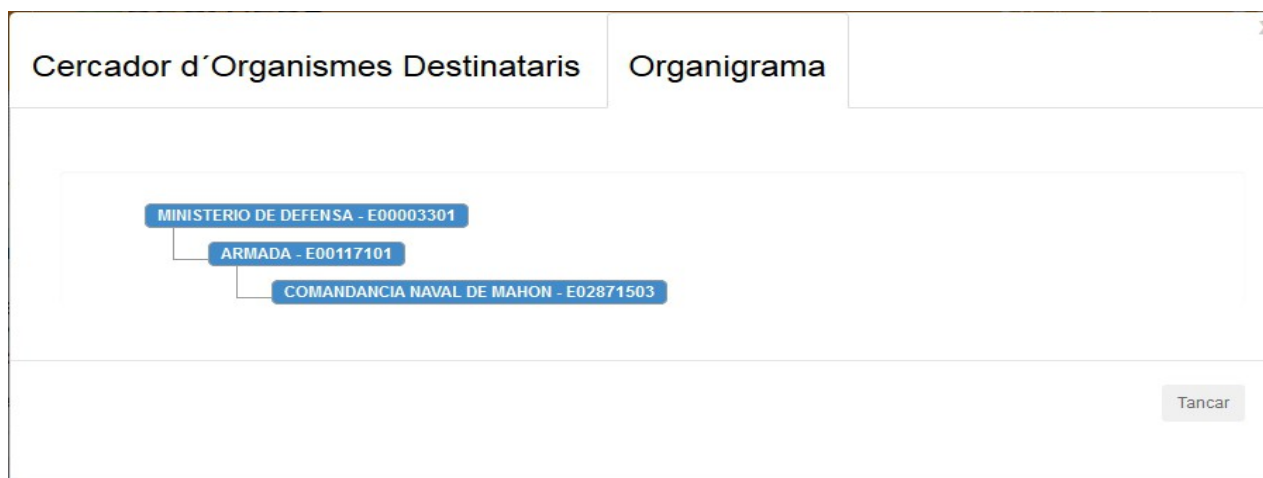 Cercador d´Organismes Destinataris
Organigrama
MINISTERIO DE DEFENSA - E00003301
ARMADA - E00117101
COMANDANCIA NAVAL DE MAHON - E02871503
Tancar